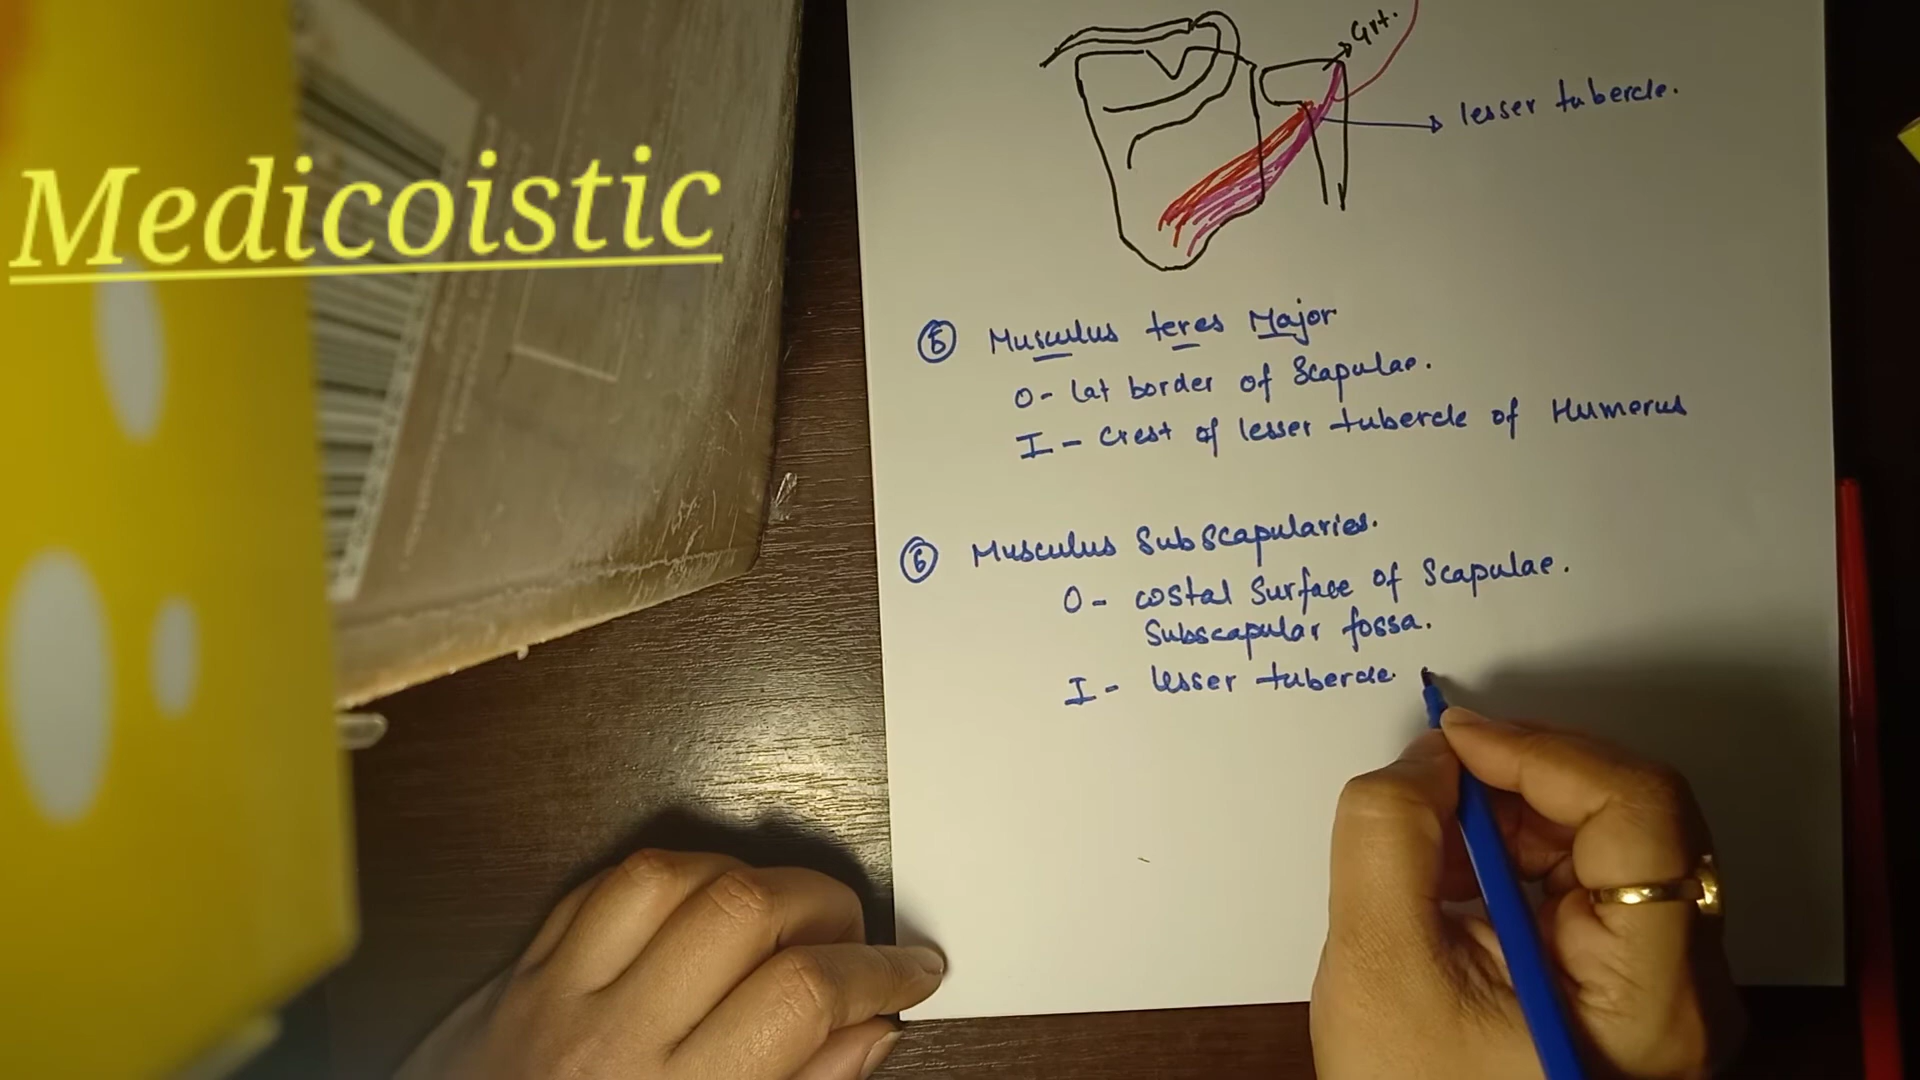 Medicoistic
Grt.
lesser tubercle.
5 Musculus teres Major
O- lat border of Scapulae.
I - Crest of lesser tubercle of Humerus
6 Musculus Subscapularies.
O - costal Surface of Scapulae.
Subscapular fossa.
I - lesser tubercle.